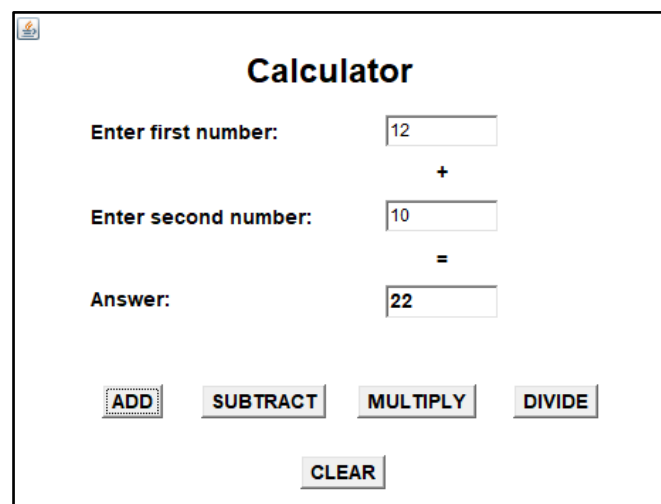 Calculator
Enter first number: 12
+
Enter second number: 10
=
Answer: 22
ADD SUBTRACT MULTIPLY DIVIDE
CLEAR